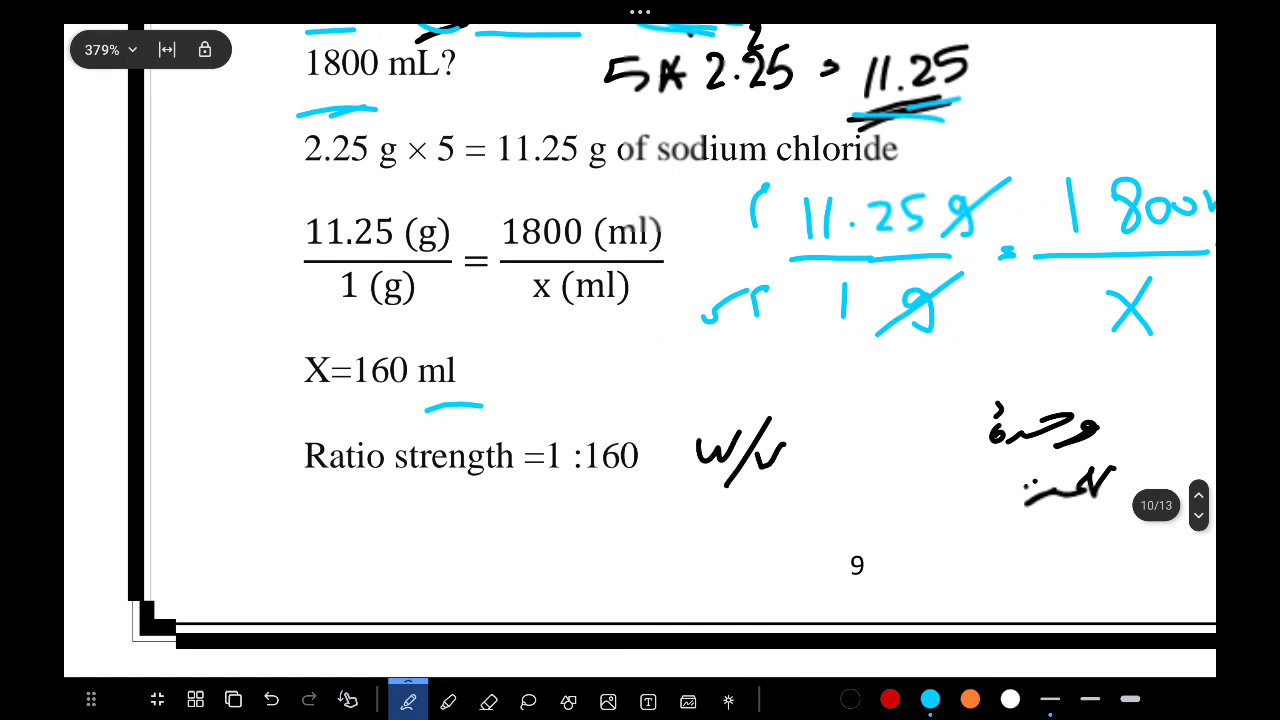 379%
1800 mL?
5 * 2.25 = 11.25
2.25 g × 5 = 11.25 g of sodium chloride
11.25 (g) / 1 (g) = 1800 (ml) / x (ml)
11.25 g / 1 g = 1800 / X
X=160 ml
Ratio strength =1 :160
w/v
10/13
9